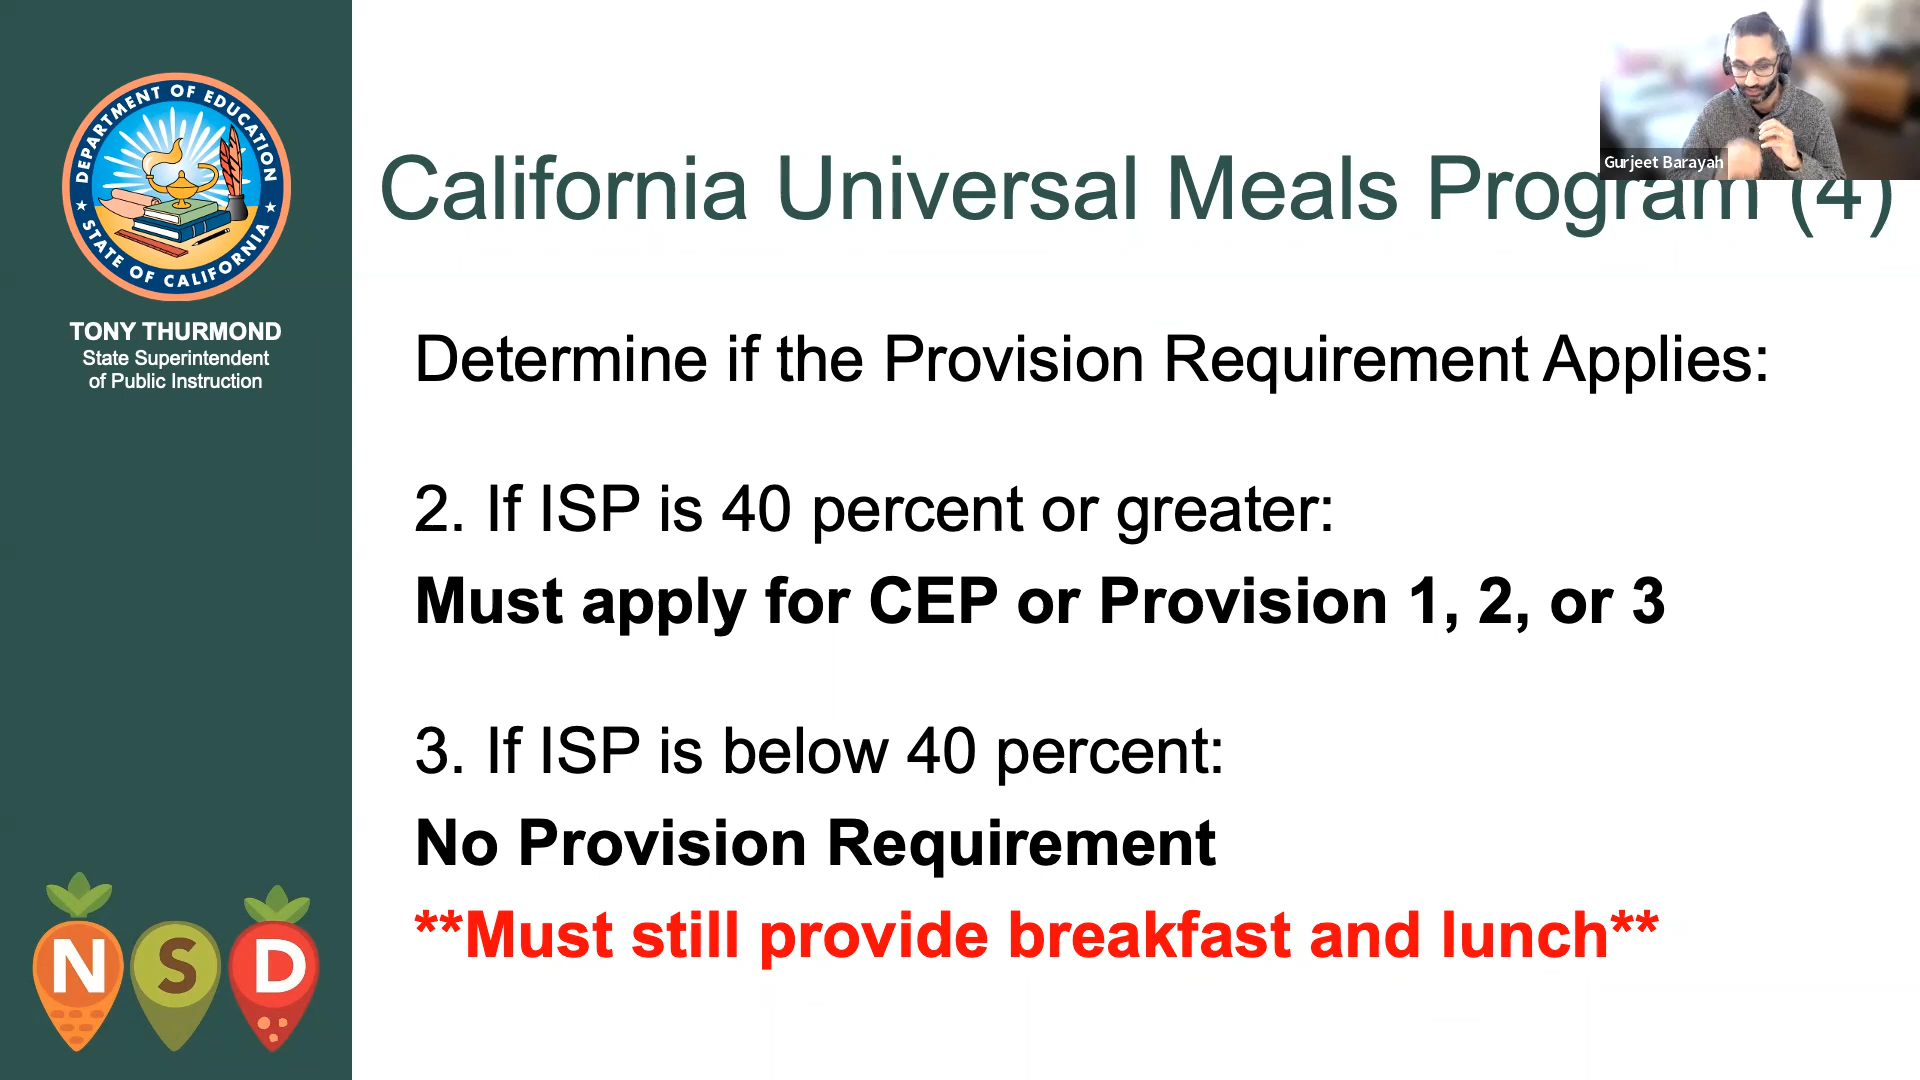 DEPARTMENT OF EDUCATION
STATE OF CALIFORNIA
TONY THURMOND
State Superintendent
of Public Instruction
NSD
Gurjeet Barayah
California Universal Meals Program (4)
Determine if the Provision Requirement Applies:
2. If ISP is 40 percent or greater:
Must apply for CEP or Provision 1, 2, or 3
3. If ISP is below 40 percent:
No Provision Requirement
**Must still provide breakfast and lunch**